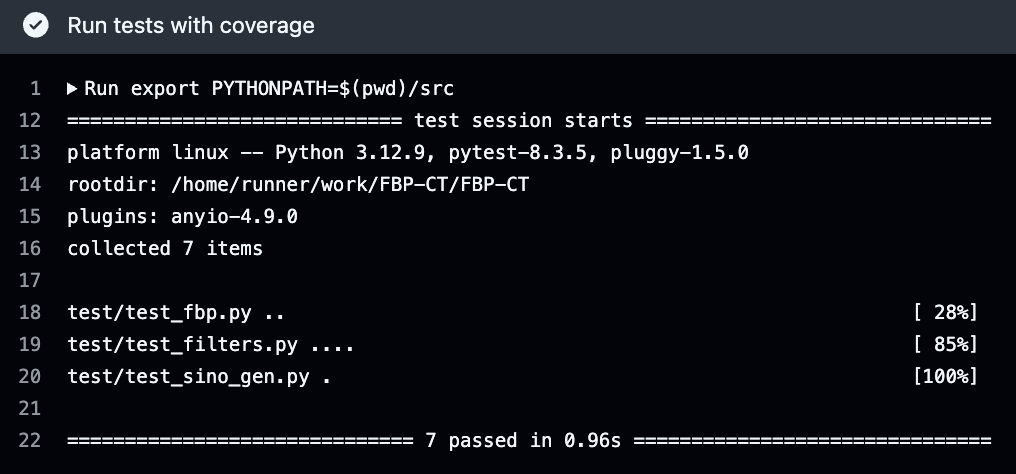 Run tests with coverage
1 ▶ Run export PYTHONPATH=$(pwd)/src
12 ============================= test session starts ==============================
13 platform linux -- Python 3.12.9, pytest-8.3.5, pluggy-1.5.0
14 rootdir: /home/runner/work/FBP-CT/FBP-CT
15 plugins: anyio-4.9.0
16 collected 7 items
17
18 test/test_fbp.py .. [ 28%]
19 test/test_filters.py .... [ 85%]
20 test/test_sino_gen.py . [100%]
21
22 ============================== 7 passed in 0.96s ===============================